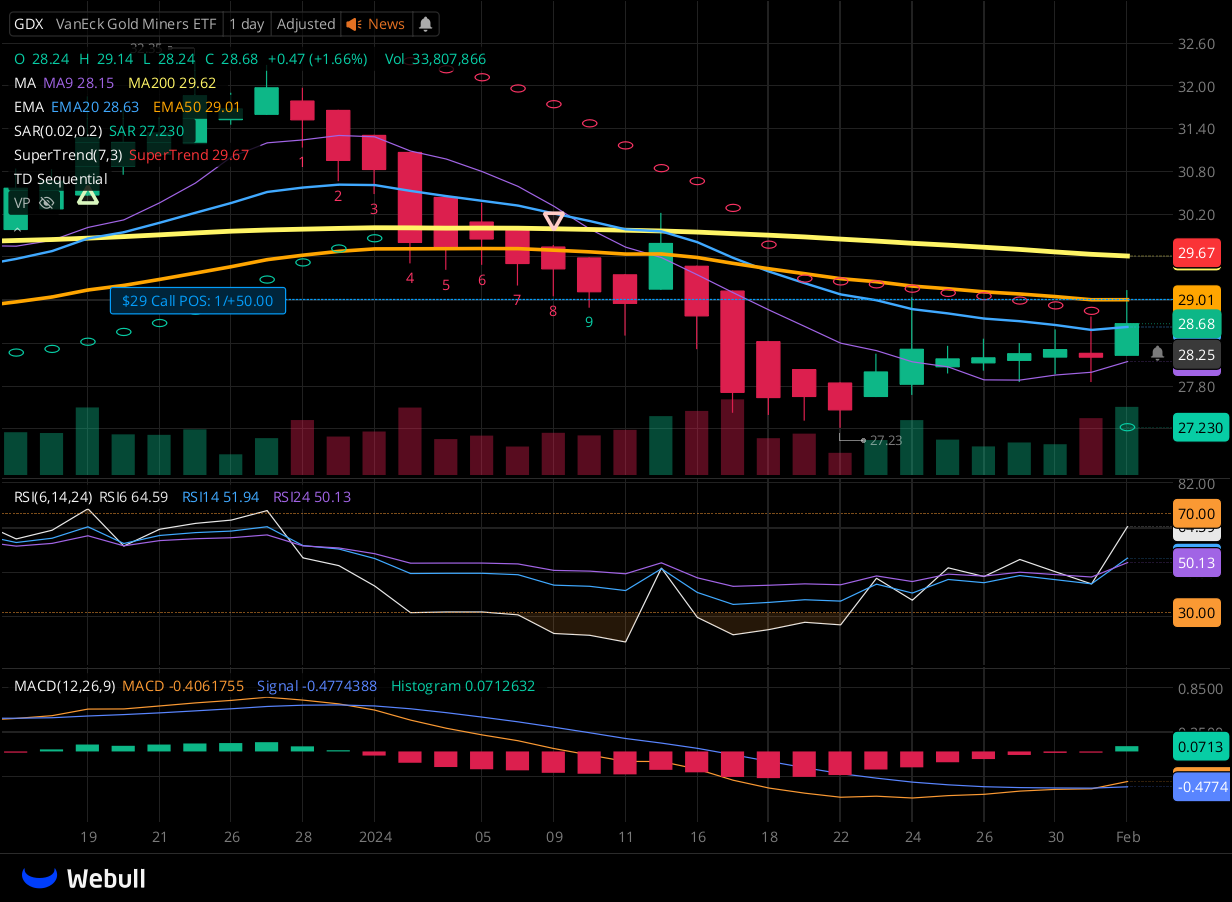 GDX VanEck Gold Miners ETF 1 day Adjusted News
O 28.24 H 29.14 L 28.24 C 28.68 +0.47 (+1.66%) Vol 33,807,866
MA MA9 28.15 MA200 29.62
EMA EMA20 28.63 EMA50 29.01
SAR(0.02,0.2) SAR 27.230
SuperTrend(7,3) SuperTrend 29.67
TD Sequential
VP
$29 Call POS: 1/+50.00
1
2
3
4
5
6
7
8
9
27.23
32.60
32.00
31.40
30.80
30.20
29.67
29.01
28.68
28.25
27.80
27.230
RSI(6,14,24) RSI6 64.59 RSI14 51.94 RSI24 50.13
82.00
70.00
50.13
30.00
MACD(12,26,9) MACD -0.4061755 Signal -0.4774388 Histogram 0.0712632
0.8500
0.0713
-0.4774
19 21 26 28 2024 05 09 11 16 18 22 24 26 30 Feb
Webull